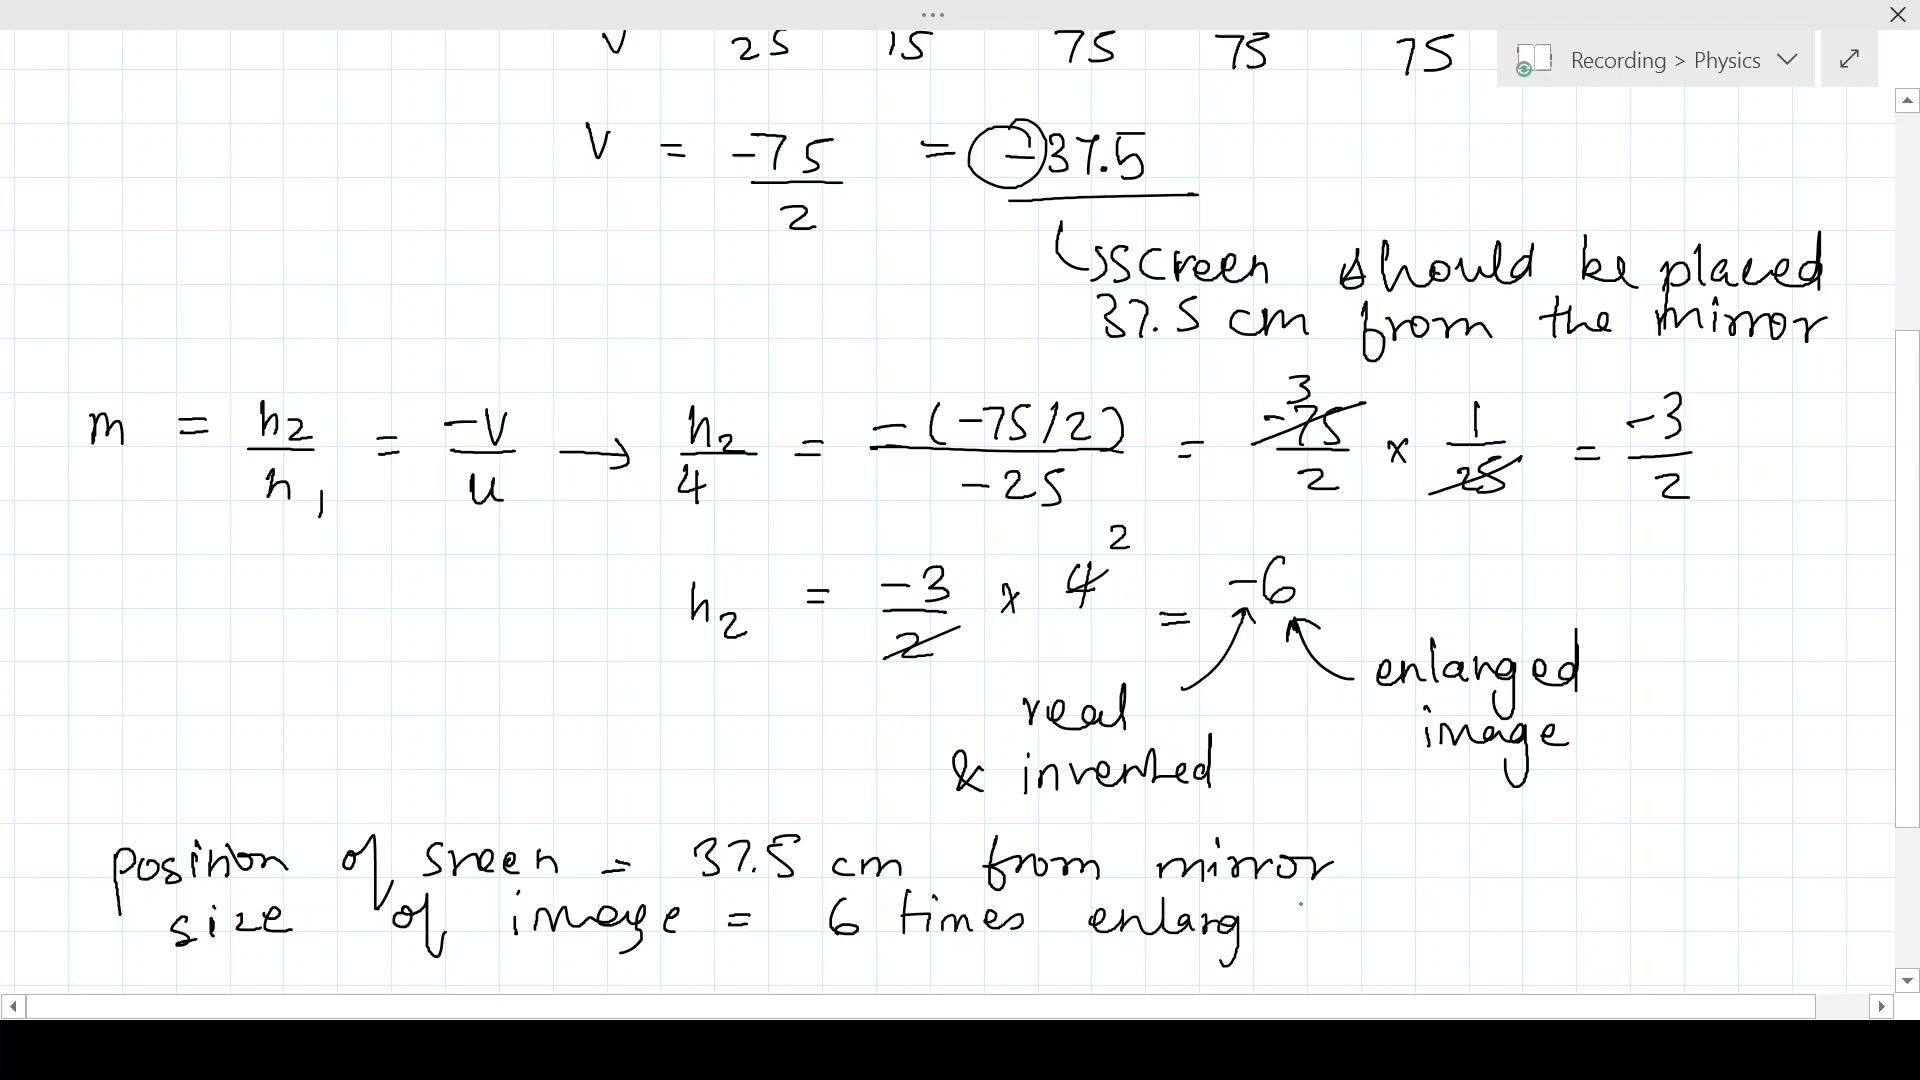 ...
v 25 15 75 75 75
Recording > Physics
v = -75/2 = -37.5
sscreen should be placed
37.5 cm from the mirror
m = h2/h1 = -v/u → h2/4 = -(-75/2)/-25 = -75/2 3 x 1/25 = -3/2
h2 = -3/2 x 4 2 = -6
real
& inverted
enlarged
image
position of sreen = 37.5 cm from mirror
size of image = 6 times enlarg